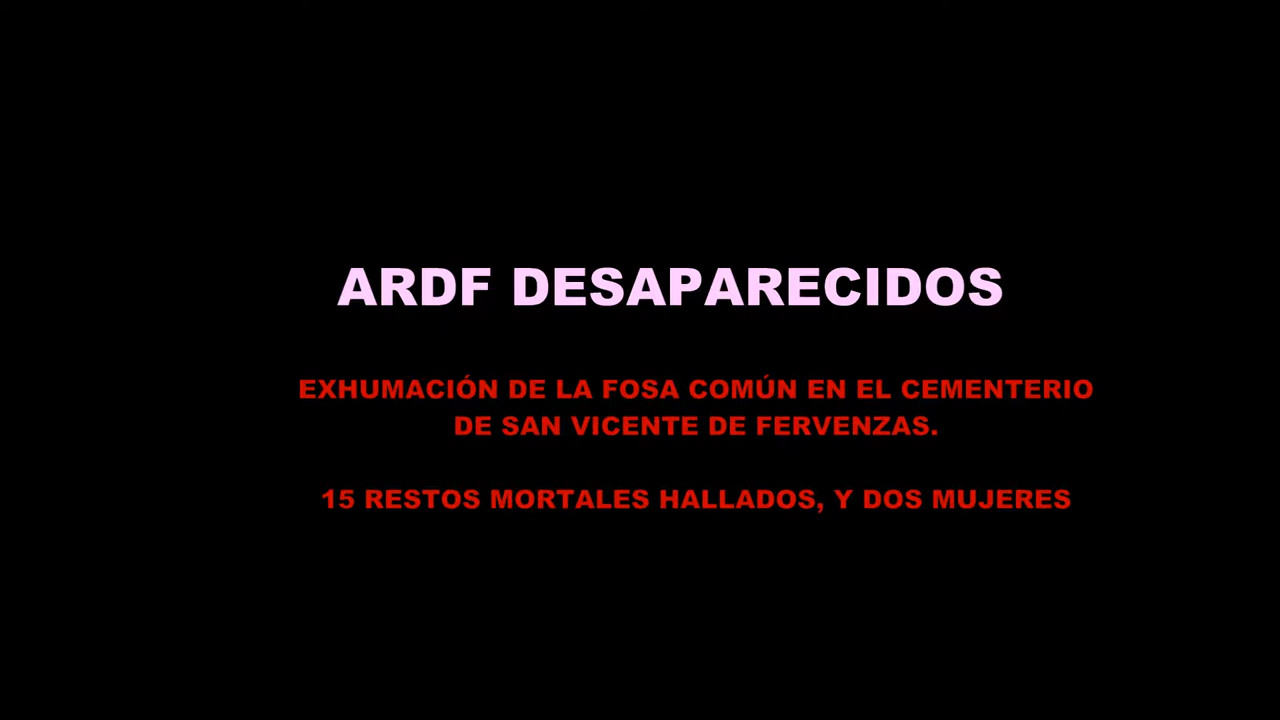 ARDF DESAPARECIDOS
EXHUMACIÓN DE LA FOSA COMÚN EN EL CEMENTERIO
DE SAN VICENTE DE FERVENZAS.
15 RESTOS MORTALES HALLADOS, Y DOS MUJERES